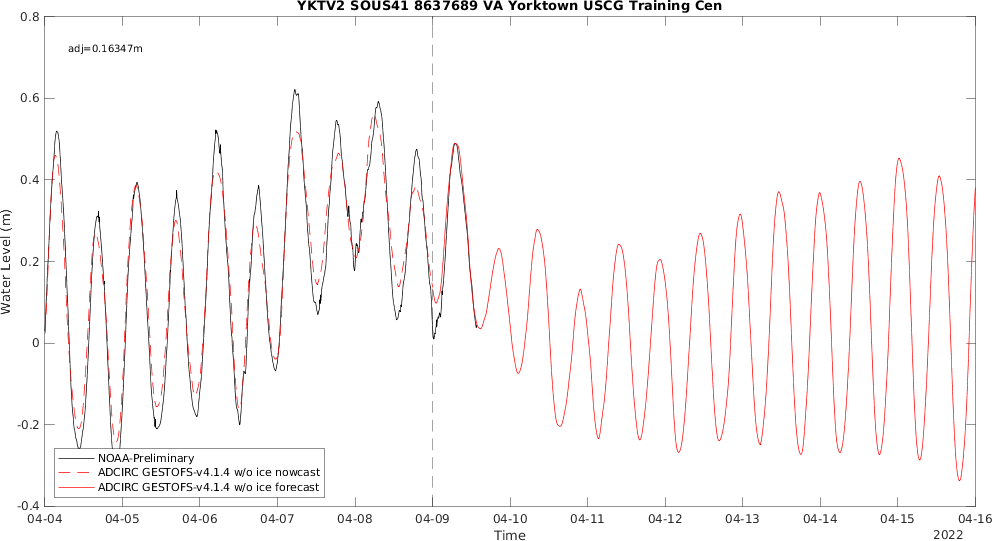 YKTV2 SOUS41 8637689 VA Yorktown USCG Training Cen
adj=0.16347m
0.8
0.6
0.4
0.2
0
-0.2
-0.4
Water Level (m)
NOAA-Preliminary
ADCIRC GESTOFS-v4.1.4 w/o ice nowcast
ADCIRC GESTOFS-v4.1.4 w/o ice forecast
04-04 04-05 04-06 04-07 04-08 04-09 04-10 04-11 04-12 04-13 04-14 04-15 04-16
Time
2022